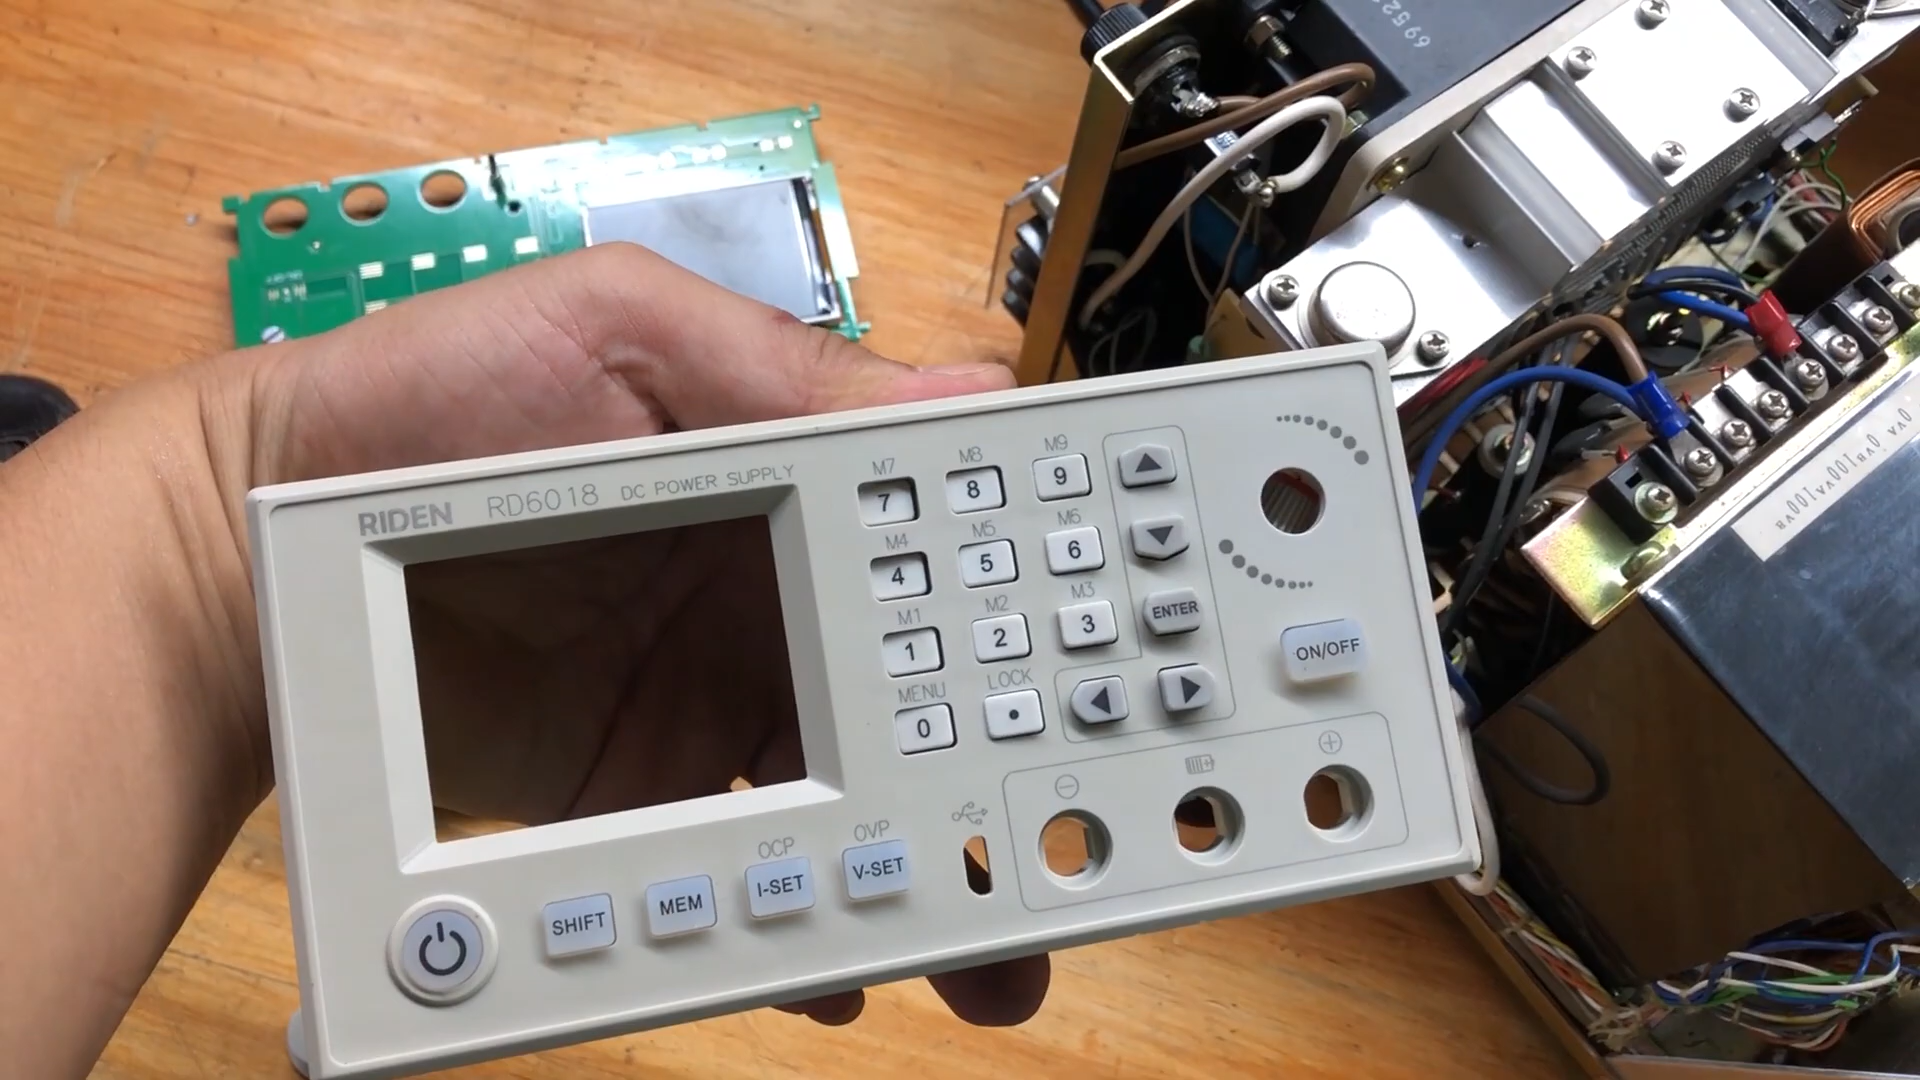 RIDEN RD6018 DC POWER SUPPLY
M7 M8 M9
7 8 9
M4 M5 M6
4 5 6
M1 M2 M3
1 2 3
ENTER
MENU LOCK
0 •
ON/OFF
OCP OVP
SHIFT MEM I-SET V-SET